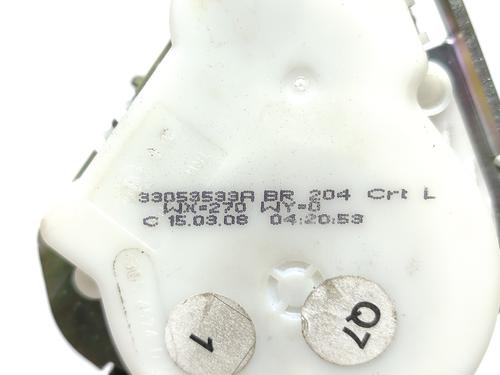 33053533A BR 204 Crt L
WX=270 WY=0
C 15.03.08 04:20:53
1
Q7